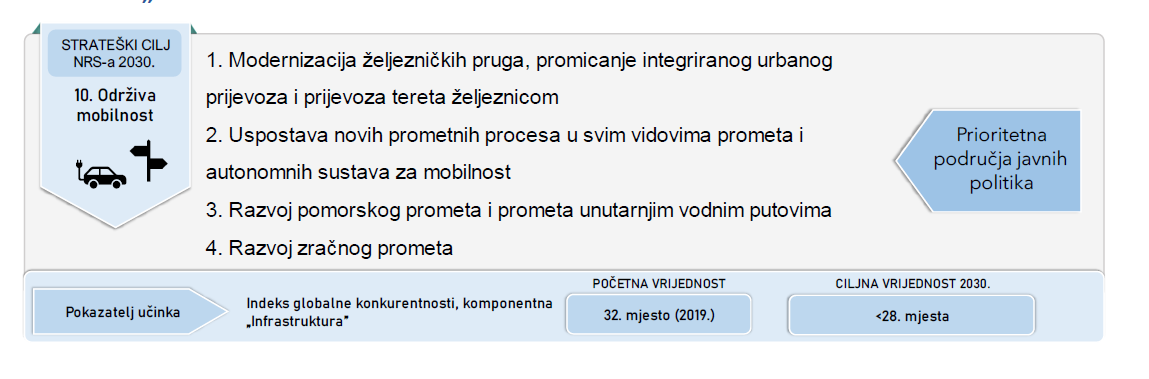 STRATEŠKI CILJ
NRS-a 2030.
10. Održiva
mobilnost
1. Modernizacija željezničkih pruga, promicanje integriranog urbanog
prijevoza i prijevoza tereta željeznicom
2. Uspostava novih prometnih procesa u svim vidovima prometa i
autonomnih sustava za mobilnost
3. Razvoj pomorskog prometa i prometa unutarnjim vodnim putovima
4. Razvoj zračnog prometa
Prioritetna
područja javnih
politika
Pokazatelj učinka
Indeks globalne konkurentnosti, komponentna
„Infrastruktura”
POČETNA VRIJEDNOST
32. mjesto (2019.)
CILJNA VRIJEDNOST 2030.
<28. mjesta